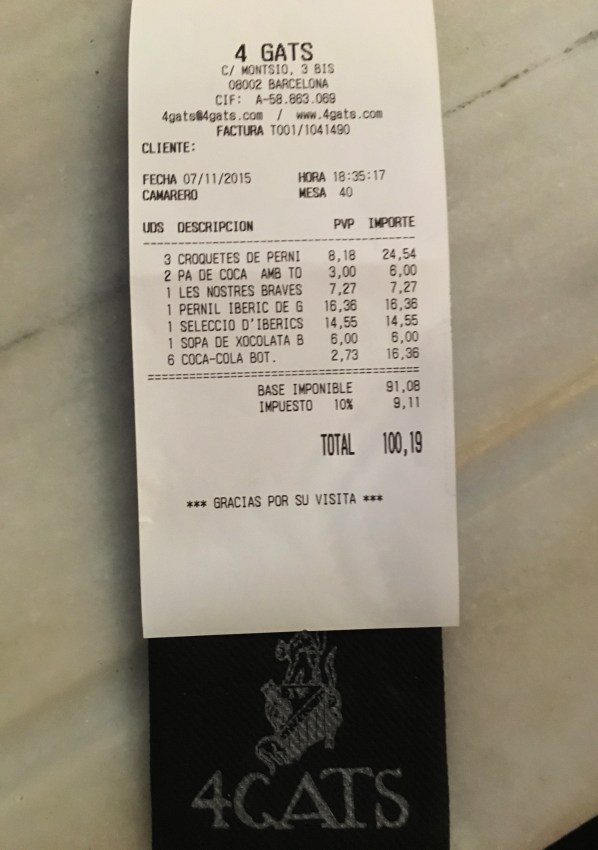 4 GATS
C/ MONTSIO, 3 BIS
08002 BARCELONA
CIF: A-58.863.069
4gats@4gats.com / www.4gats.com
FACTURA T001/1041490
CLIENTE:
FECHA 07/11/2015 HORA 18:35:17
CAMARERO MESA 40
UDS DESCRIPCION PVP IMPORTE
3 CROQUETES DE PERNI 8,18 24,54
2 PA DE COCA AMB TO 3,00 6,00
1 LES NOSTRES BRAVES 7,27 7,27
1 PERNIL IBERIC DE G 16,36 16,36
1 SELECCIO D'IBERICS 14,55 14,55
1 SOPA DE XOCOLATA B 6,00 6,00
6 COCA-COLA BOT. 2,73 16,36
BASE IMPONIBLE 91,08
IMPUESTO 10% 9,11
TOTAL 100,19
*** GRACIAS POR SU VISITA ***
4GATS